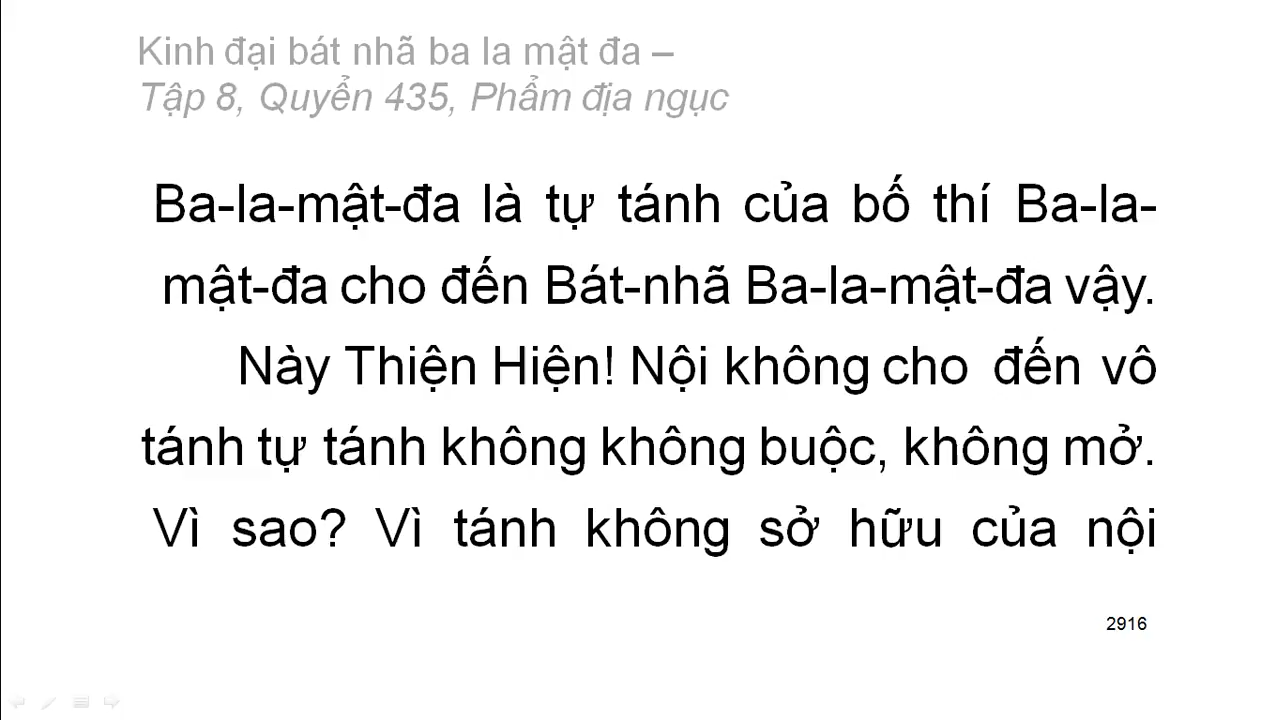 Kinh đại bát nhã ba la mật đa –
Tập 8, Quyển 435, Phẩm địa ngục
Ba-la-mật-đa là tự tánh của bố thí Ba-la-
mật-đa cho đến Bát-nhã Ba-la-mật-đa vậy.
Này Thiện Hiện! Nội không cho đến vô
tánh tự tánh không không buộc, không mở.
Vì sao? Vì tánh không sở hữu của nội
2916